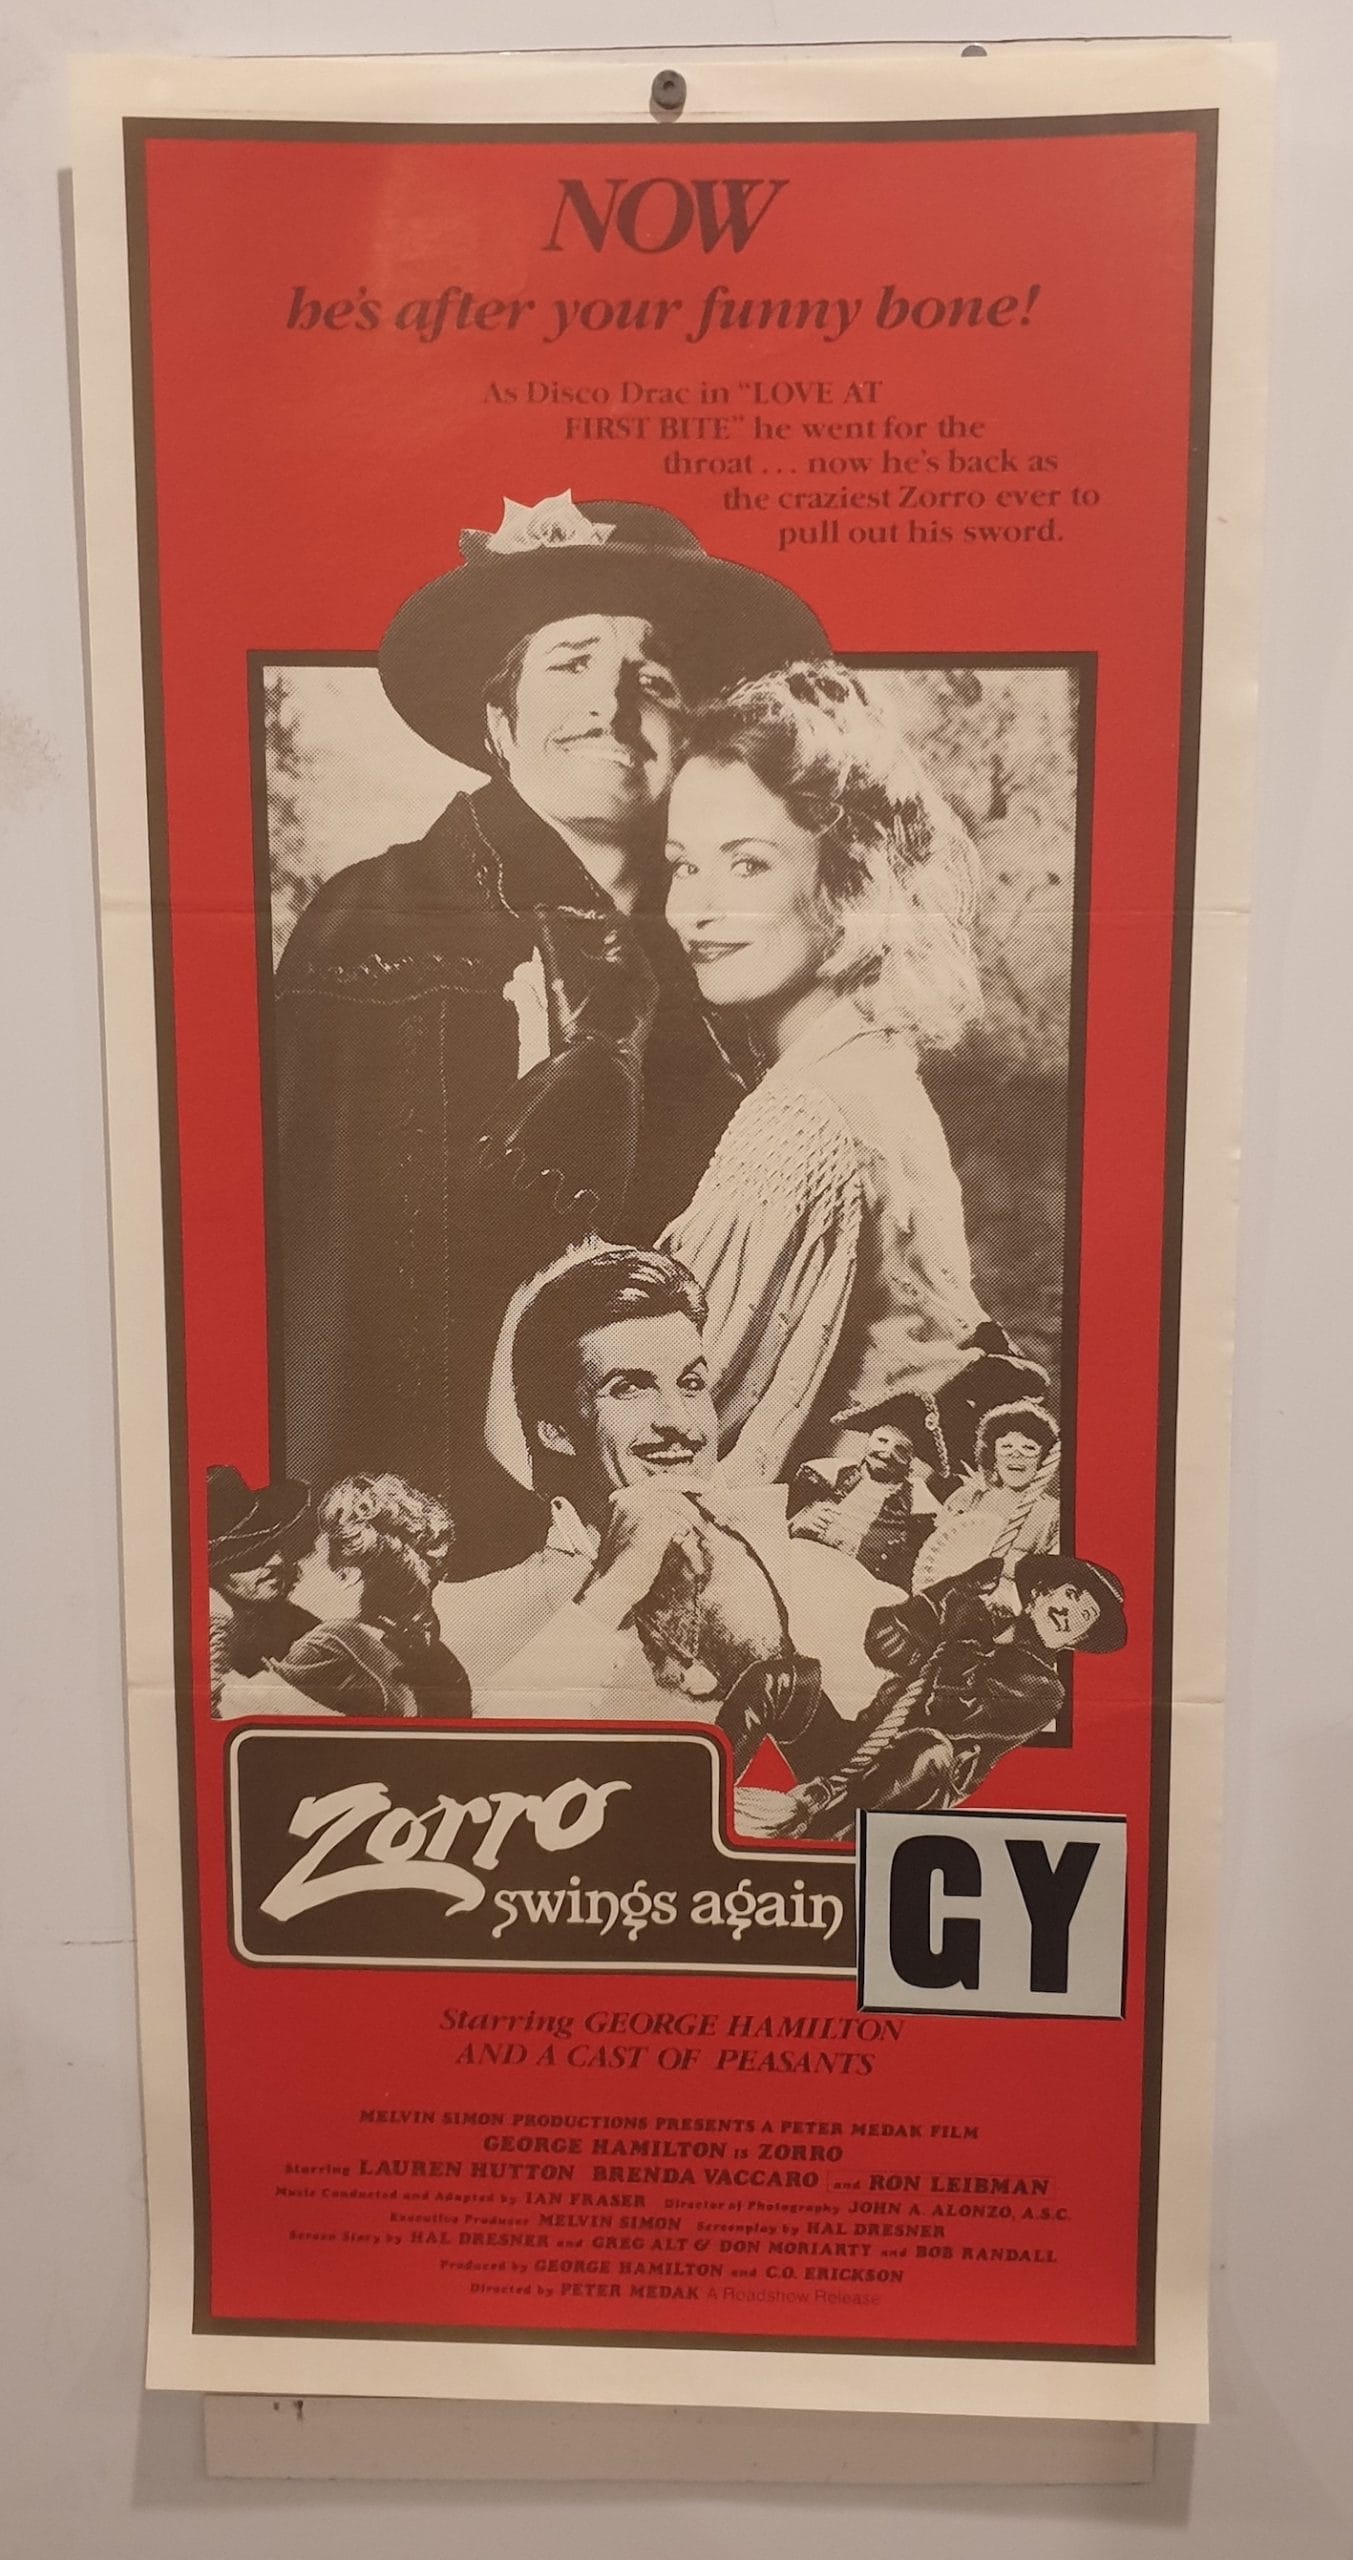 NOW
he's after your funny bone!
As Disco Drac in "LOVE AT
FIRST BITE" he went for the
throat... now he's back as
the craziest Zorro ever to
pull out his sword.
Zorro
swings again
GY
Starring GEORGE HAMILTON
AND A CAST OF PEASANTS
MELVIN SIMON PRODUCTIONS PRESENTS A PETER MEDAK FILM
GEORGE HAMILTON IS ZORRO
Starring LAUREN HUTTON BRENDA VACCARO and RON LEIBMAN
Music Conducted and Adapted by IAN FRASER Director of Photography JOHN A. ALONZO, A.S.C.
Executive Producer MELVIN SIMON Screenplay by HAL DRESNER
Screen Story by HAL DRESNER and GREG ALT & DON MORIARTY and BOB RANDALL
Produced by GEORGE HAMILTON and C.O. ERICKSON
Directed by PETER MEDAK A Roadshow Release